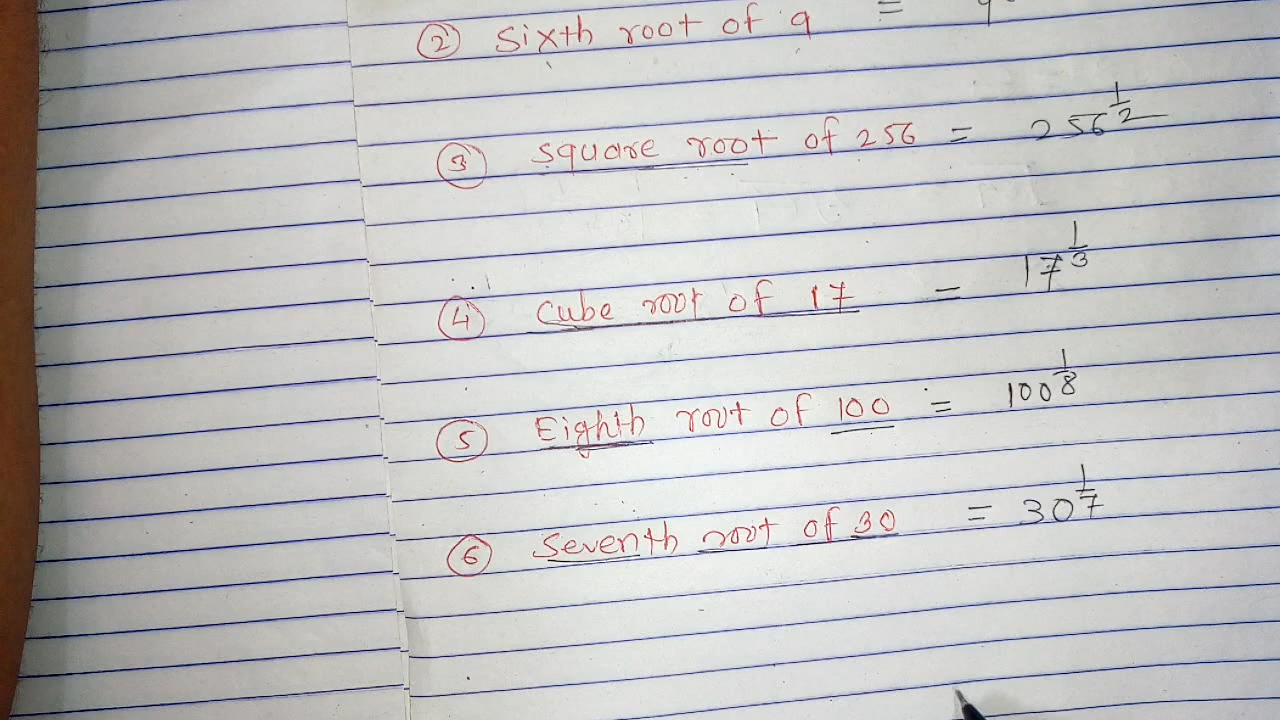 ② Sixth root of 9 = 9
③ Square root of 256 = 256^(1/2)
④ Cube root of 17 = 17^(1/3)
⑤ Eighth root of 100 = 100^(1/8)
⑥ Seventh root of 30 = 30^(1/7)